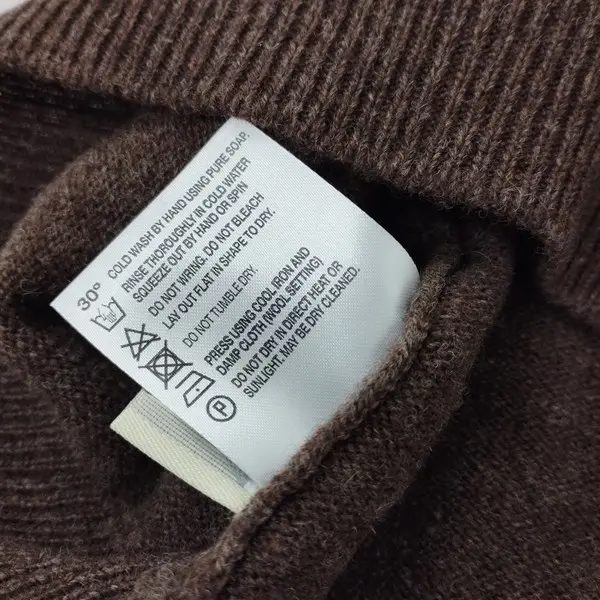 30°
COLD WASH BY HAND USING PURE SOAP.
RINSE THOROUGHLY IN COLD WATER
SQUEEZE OUT BY HAND OR SPIN
DO NOT WRING. DO NOT BLEACH
LAY OUT FLAT IN SHAPE TO DRY.
DO NOT TUMBLE DRY.
PRESS USING COOL IRON AND
DAMP CLOTH (WOOL SETTING)
DO NOT DRY IN DIRECT HEAT OR
SUNLIGHT. MAY BE DRY CLEANED.
P